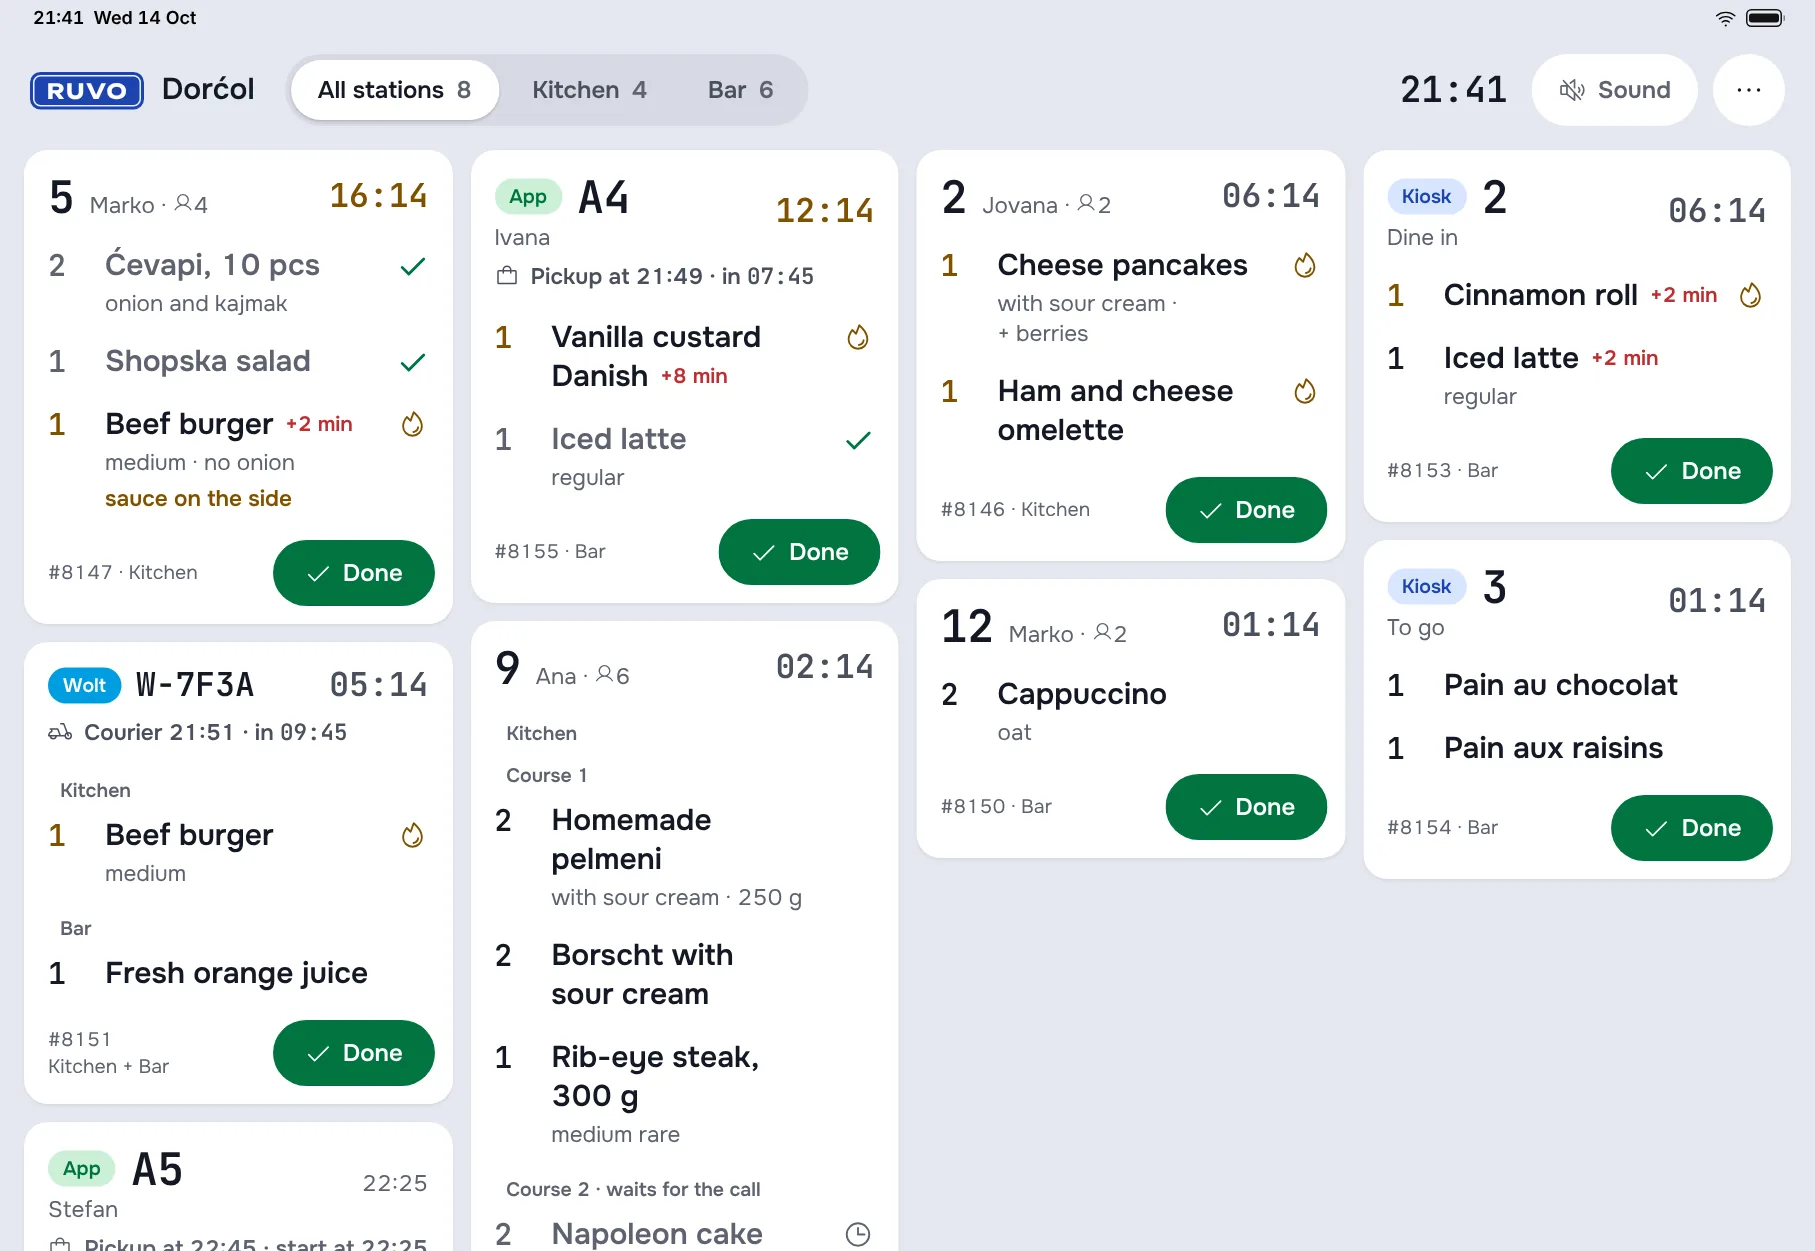 21:41 Wed 14 Oct
RUVO Dorćol
All stations 8
Kitchen 4
Bar 6
21:41
Sound
5 Marko · 4 16:14
2 Ćevapi, 10 pcs
onion and kajmak
1 Shopska salad
1 Beef burger +2 min
medium · no onion
sauce on the side
#8147 · Kitchen
Done
Wolt W-7F3A 05:14
Courier 21:51 · in 09:45
Kitchen
1 Beef burger
medium
Bar
1 Fresh orange juice
#8151
Kitchen + Bar
Done
App A5 22:25
Stefan
Pickup at 22:45 · start at 22:25
App A4 12:14
Ivana
Pickup at 21:49 · in 07:45
1 Vanilla custard
Danish +8 min
1 Iced latte
regular
#8155 · Bar
Done
9 Ana · 6 02:14
Kitchen
Course 1
2 Homemade
pelmeni
with sour cream · 250 g
2 Borscht with
sour cream
1 Rib-eye steak,
300 g
medium rare
Course 2 · waits for the call
2 Napoleon cake
2 Jovana · 2 06:14
1 Cheese pancakes
with sour cream ·
+ berries
1 Ham and cheese
omelette
#8146 · Kitchen
Done
12 Marko · 2 01:14
2 Cappuccino
oat
#8150 · Bar
Done
Kiosk 2 06:14
Dine in
1 Cinnamon roll +2 min
1 Iced latte +2 min
regular
#8153 · Bar
Done
Kiosk 3 01:14
To go
1 Pain au chocolat
1 Pain aux raisins
#8154 · Bar
Done